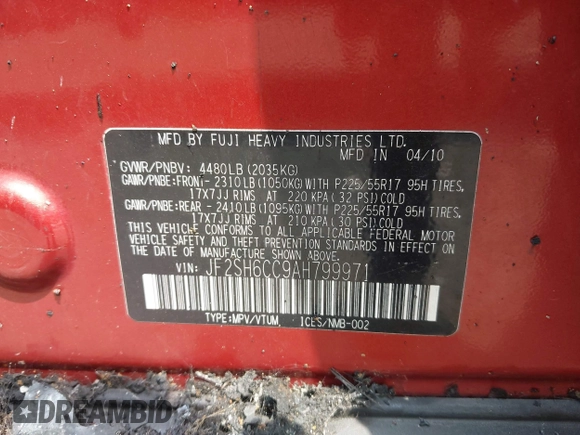 MFD BY FUJI HEAVY INDUSTRIES LTD.
MFD IN 04/10
GVWR/PNBV: 4480LB (2035KG)
GAWR/PNBE:FRONT- 2310LB(1050KG)WITH P225/55R17 95H TIRES,
17X7JJ RIMS AT 220 KPA( 32 PSI)COLD
GAWR/PNBE:REAR - 2410LB(1095KG)WITH P225/55R17 95H TIRES,
17X7JJ RIMS AT 210 KPA( 30 PSI)COLD
THIS VEHICLE CONFORMS TO ALL APPLICABLE FEDERAL MOTOR
VEHICLE SAFETY AND THEFT PREVENTION STANDARDS IN EFFECT ON
THE DATE OF MANUFACTURE SHOWN ABOVE.
VIN: JF2SH6CC9AH799971
TYPE:MPV/VTUM ICES/NMB-002
DREAMBID